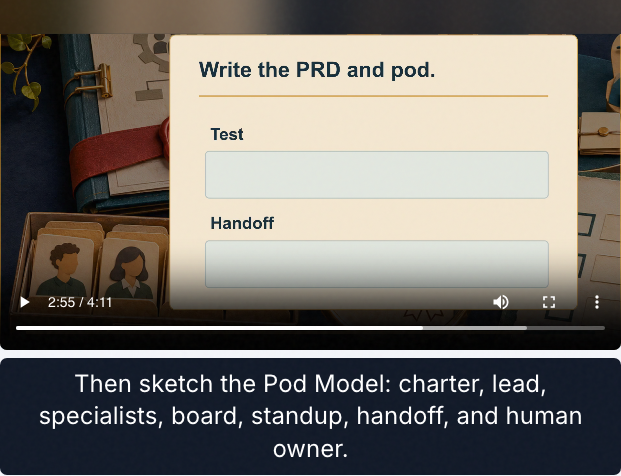 Write the PRD and pod.
Test
Handoff
2:55 / 4:11
Then sketch the Pod Model: charter, lead,
specialists, board, standup, handoff, and human
owner.